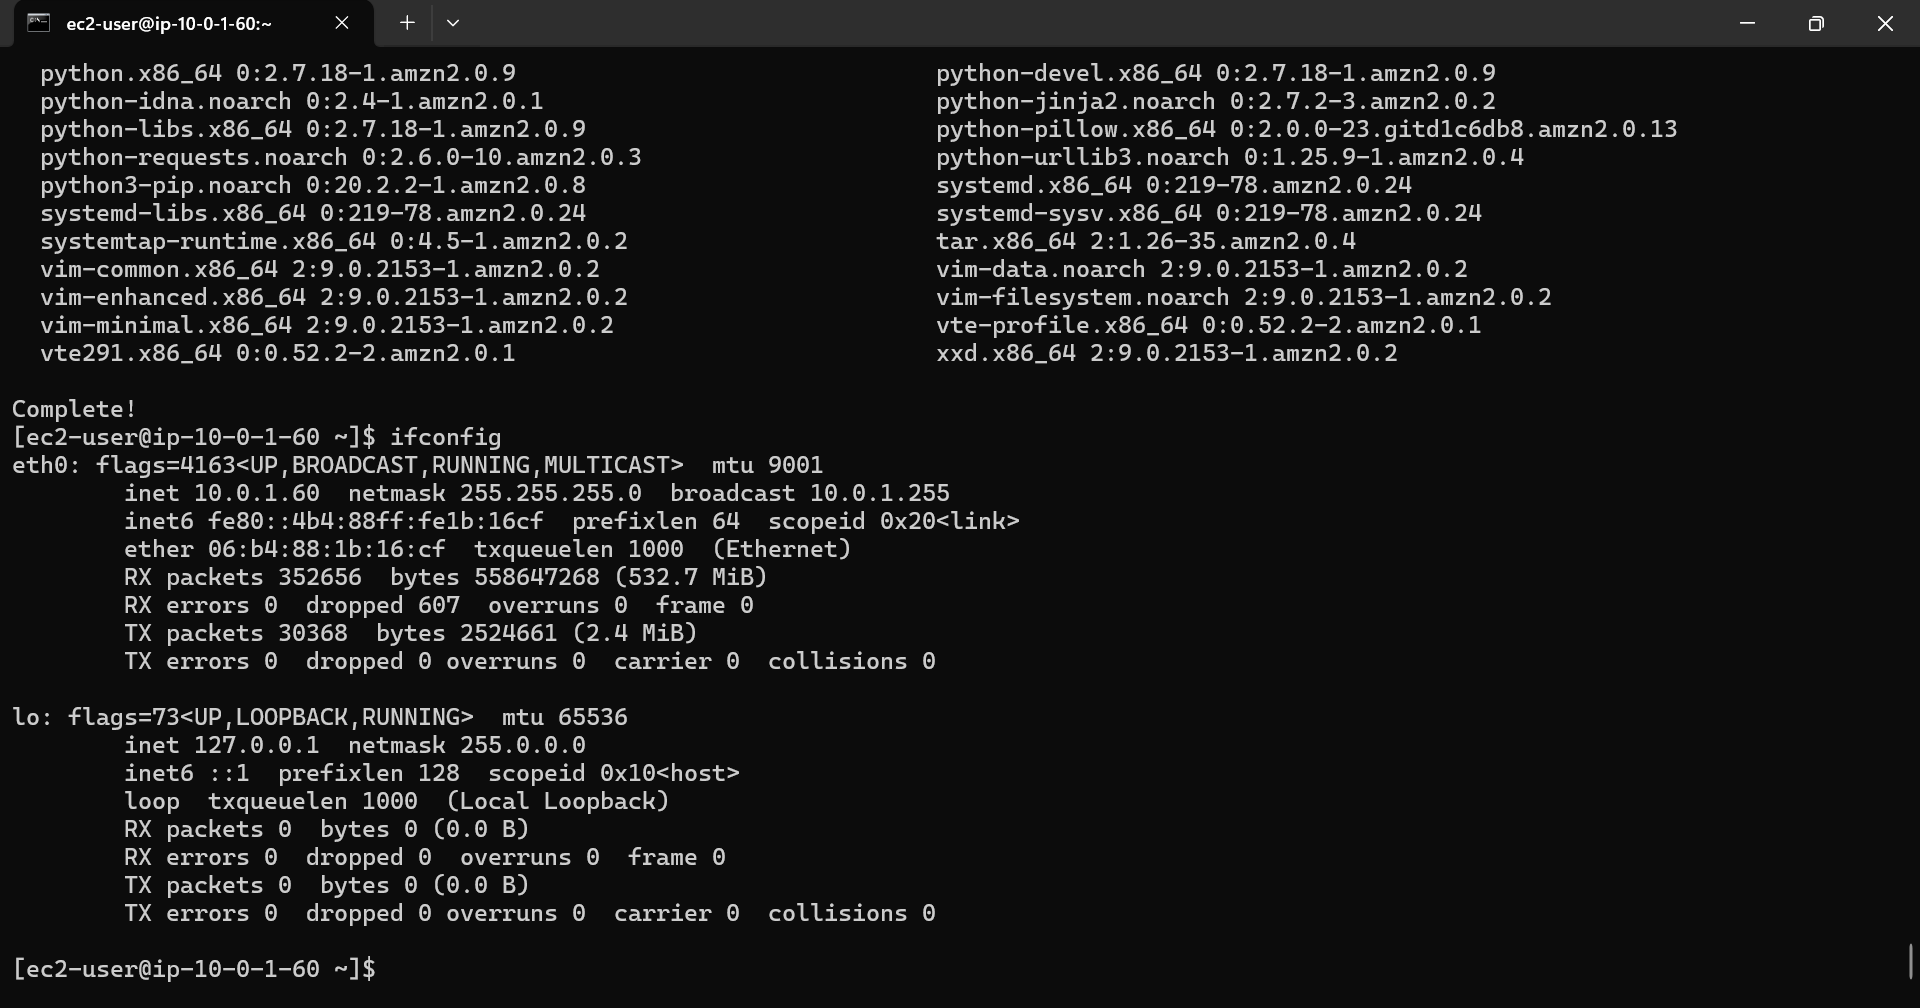 ec2-user@ip-10-0-1-60:~
python.x86_64 0:2.7.18-1.amzn2.0.9 python-devel.x86_64 0:2.7.18-1.amzn2.0.9
python-idna.noarch 0:2.4-1.amzn2.0.1 python-jinja2.noarch 0:2.7.2-3.amzn2.0.2
python-libs.x86_64 0:2.7.18-1.amzn2.0.9 python-pillow.x86_64 0:2.0.0-23.gitd1c6db8.amzn2.0.13
python-requests.noarch 0:2.6.0-10.amzn2.0.3 python-urllib3.noarch 0:1.25.9-1.amzn2.0.4
python3-pip.noarch 0:20.2.2-1.amzn2.0.8 systemd.x86_64 0:219-78.amzn2.0.24
systemd-libs.x86_64 0:219-78.amzn2.0.24 systemd-sysv.x86_64 0:219-78.amzn2.0.24
systemtap-runtime.x86_64 0:4.5-1.amzn2.0.2 tar.x86_64 2:1.26-35.amzn2.0.4
vim-common.x86_64 2:9.0.2153-1.amzn2.0.2 vim-data.noarch 2:9.0.2153-1.amzn2.0.2
vim-enhanced.x86_64 2:9.0.2153-1.amzn2.0.2 vim-filesystem.noarch 2:9.0.2153-1.amzn2.0.2
vim-minimal.x86_64 2:9.0.2153-1.amzn2.0.2 vte-profile.x86_64 0:0.52.2-2.amzn2.0.1
vte291.x86_64 0:0.52.2-2.amzn2.0.1 xxd.x86_64 2:9.0.2153-1.amzn2.0.2
Complete!
[ec2-user@ip-10-0-1-60 ~]$ ifconfig
eth0: flags=4163<UP,BROADCAST,RUNNING,MULTICAST>  mtu 9001
inet 10.0.1.60  netmask 255.255.255.0  broadcast 10.0.1.255
inet6 fe80::4b4:88ff:fe1b:16cf  prefixlen 64  scopeid 0x20<link>
ether 06:b4:88:1b:16:cf  txqueuelen 1000  (Ethernet)
RX packets 352656  bytes 558647268 (532.7 MiB)
RX errors 0  dropped 607  overruns 0  frame 0
TX packets 30368  bytes 2524661 (2.4 MiB)
TX errors 0  dropped 0 overruns 0  carrier 0  collisions 0
lo: flags=73<UP,LOOPBACK,RUNNING>  mtu 65536
inet 127.0.0.1  netmask 255.0.0.0
inet6 ::1  prefixlen 128  scopeid 0x10<host>
loop  txqueuelen 1000  (Local Loopback)
RX packets 0  bytes 0 (0.0 B)
RX errors 0  dropped 0  overruns 0  frame 0
TX packets 0  bytes 0 (0.0 B)
TX errors 0  dropped 0 overruns 0  carrier 0  collisions 0
[ec2-user@ip-10-0-1-60 ~]$